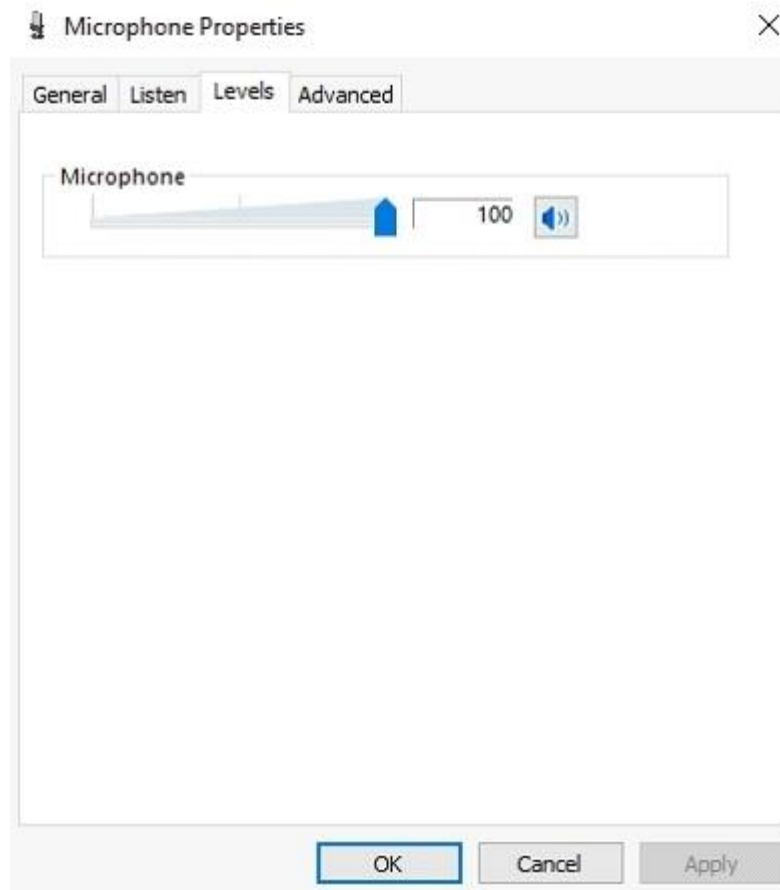 Microphone Properties
General Listen Levels Advanced
Microphone
100
OK Cancel Apply